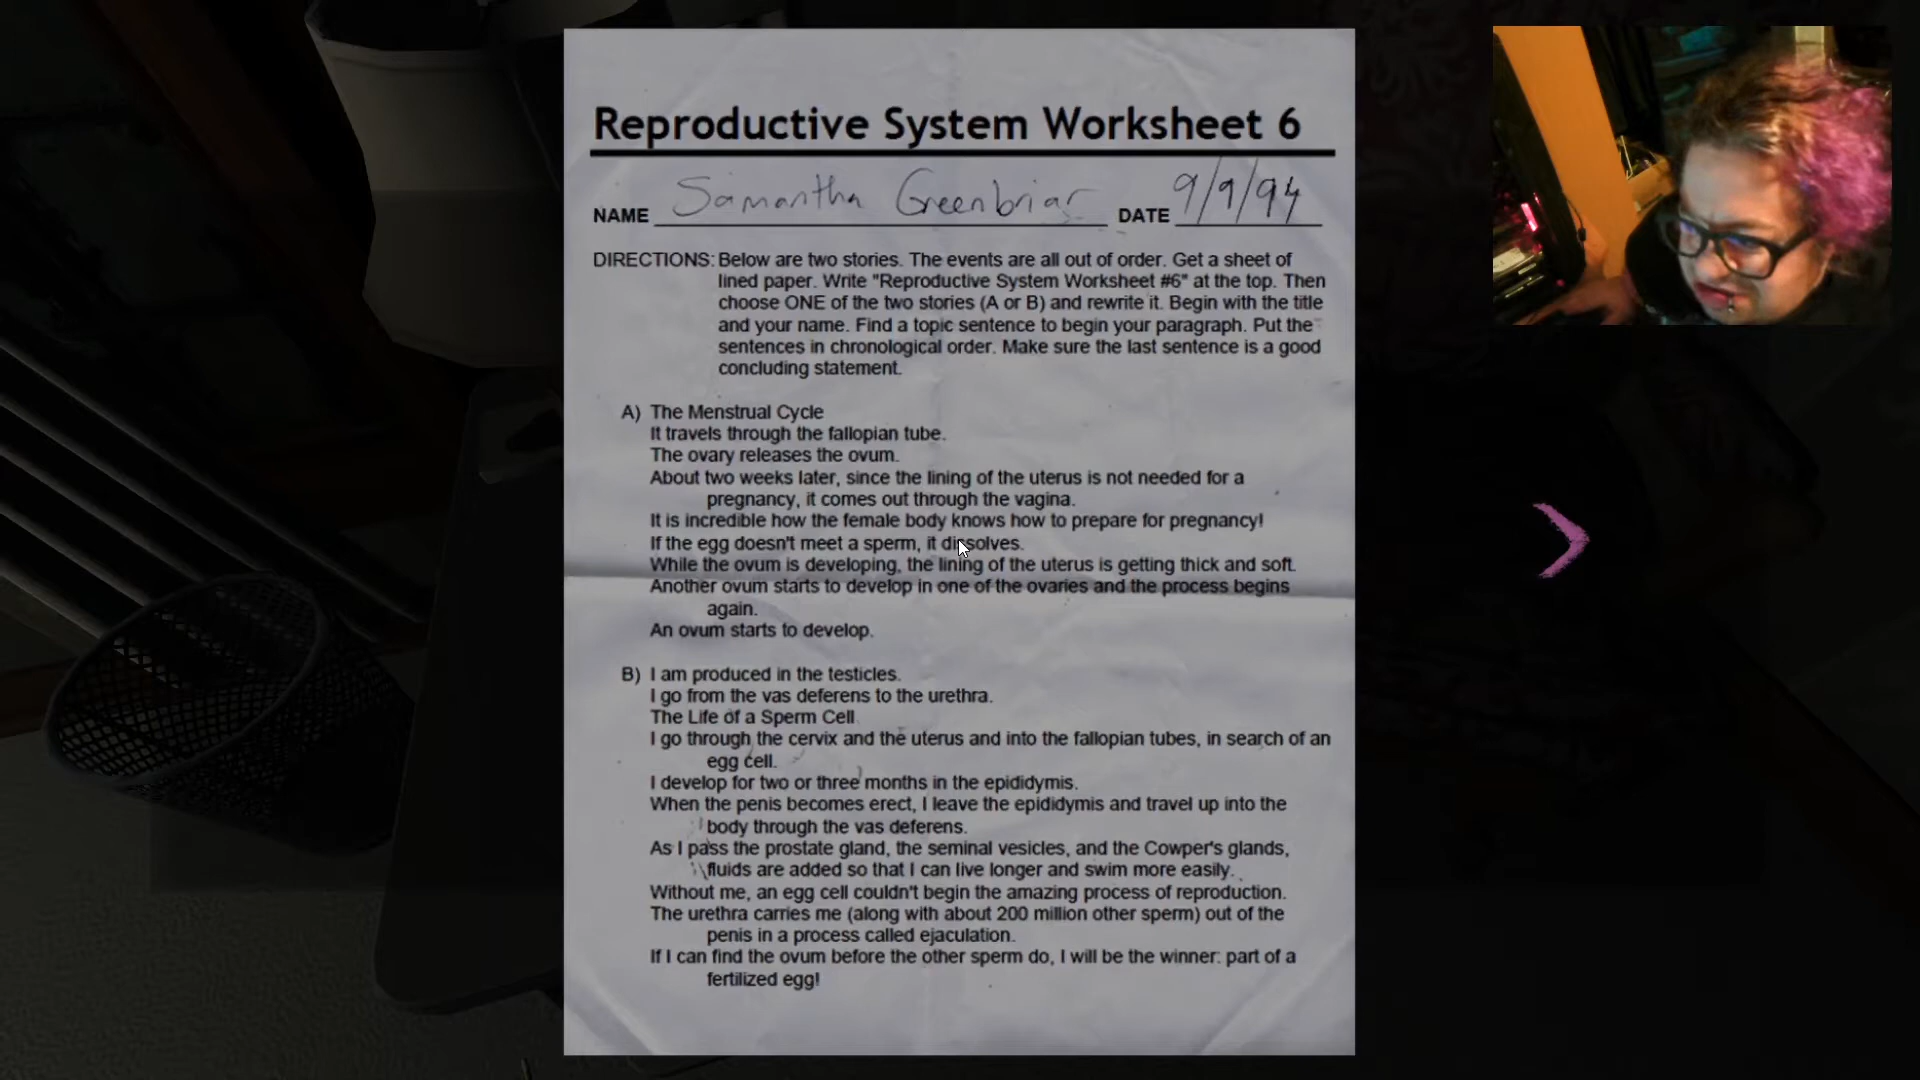 Reproductive System Worksheet 6
NAME Samantha Greenbriar DATE 9/9/94
DIRECTIONS: Below are two stories. The events are all out of order. Get a sheet of
lined paper. Write "Reproductive System Worksheet #6" at the top. Then
choose ONE of the two stories (A or B) and rewrite it. Begin with the title
and your name. Find a topic sentence to begin your paragraph. Put the
sentences in chronological order. Make sure the last sentence is a good
concluding statement.
A) The Menstrual Cycle
It travels through the fallopian tube.
The ovary releases the ovum.
About two weeks later, since the lining of the uterus is not needed for a
pregnancy, it comes out through the vagina.
It is incredible how the female body knows how to prepare for pregnancy!
If the egg doesn't meet a sperm, it dissolves.
While the ovum is developing, the lining of the uterus is getting thick and soft.
Another ovum starts to develop in one of the ovaries and the process begins
again.
An ovum starts to develop.
B) I am produced in the testicles.
I go from the vas deferens to the urethra.
The Life of a Sperm Cell
I go through the cervix and the uterus and into the fallopian tubes, in search of an
egg cell.
I develop for two or three months in the epididymis.
When the penis becomes erect, I leave the epididymis and travel up into the
body through the vas deferens.
As I pass the prostate gland, the seminal vesicles, and the Cowper's glands,
fluids are added so that I can live longer and swim more easily.
Without me, an egg cell couldn't begin the amazing process of reproduction.
The urethra carries me (along with about 200 million other sperm) out of the
penis in a process called ejaculation.
If I can find the ovum before the other sperm do, I will be the winner: part of a
fertilized egg!